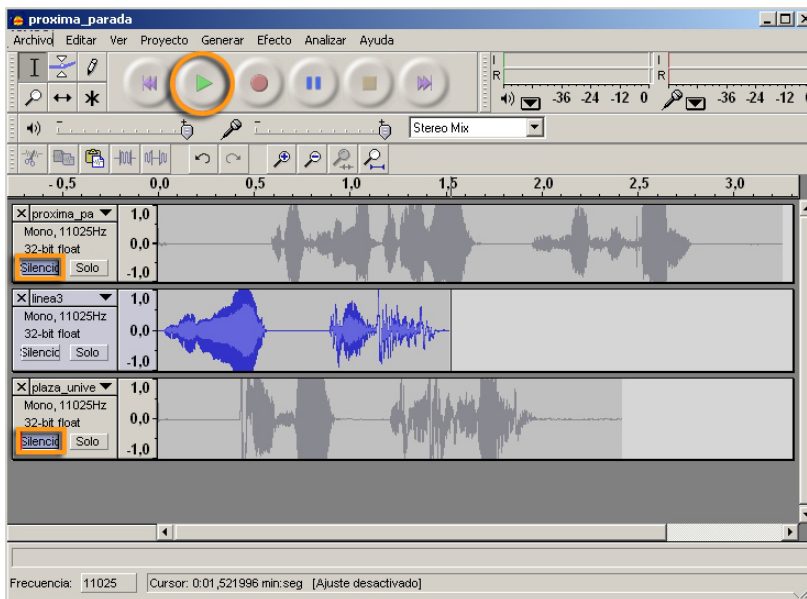 proxima_parada
Archivo Editar Ver Proyecto Generar Efecto Analizar Ayuda
I
R
-36 -24 -12 0
I
R
-36 -24 -12
Stereo Mix
- 0,5 0,0 0,5 1,0 1,5 2,0 2,5 3,0
proxima_pa
Mono, 11025Hz
32-bit float
Silencio Solo
1,0
0,0
-1,0
linea3
Mono, 11025Hz
32-bit float
Silencio Solo
1,0
0,0
-1,0
plaza_unive
Mono, 11025Hz
32-bit float
Silencio Solo
1,0
0,0
-1,0
Frecuencia: 11025 Cursor: 0:01,521996 min:seg [Ajuste desactivado]